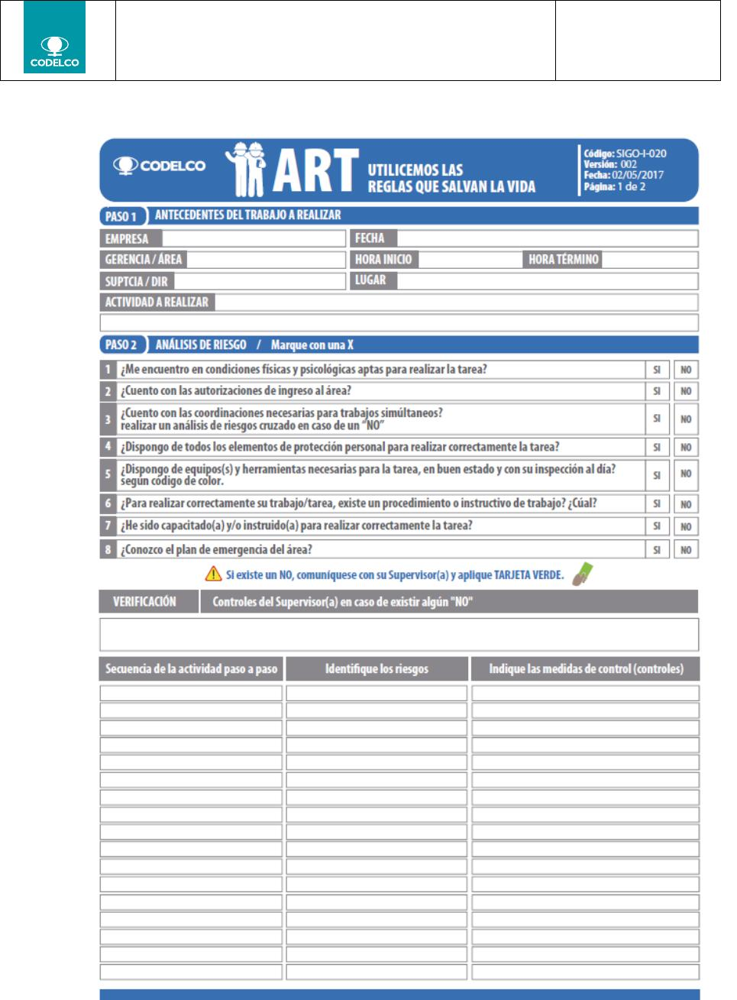 CODELCO
CODELCO
ART
UTILICEMOS LAS
REGLAS QUE SALVAN LA VIDA
Código: SIGO-I-020
Versión: 002
Fecha: 02/05/2017
Página: 1 de 2
PASO 1 ANTECEDENTES DEL TRABAJO A REALIZAR
EMPRESA FECHA
GERENCIA / ÁREA HORA INICIO HORA TÉRMINO
SUPTCIA / DIR LUGAR
ACTIVIDAD A REALIZAR
PASO 2 ANÁLISIS DE RIESGO / Marque con una X
1 ¿Me encuentro en condiciones físicas y psicológicas aptas para realizar la tarea? SI NO
2 ¿Cuento con las autorizaciones de ingreso al área? SI NO
3 ¿Cuento con las coordinaciones necesarias para trabajos simúltaneos? SI NO
realizar un análisis de riesgos cruzado en caso de un "NO"
4 ¿Dispongo de todos los elementos de protección personal para realizar correctamente la tarea? SI NO
5 ¿Dispongo de equipos(s) y herramientas necesarias para la tarea, en buen estado y con su inspección al día? SI NO
según código de color.
6 ¿Para realizar correctamente su trabajo/tarea, existe un procedimiento o instructivo de trabajo? ¿Cúal? SI NO
7 ¿He sido capacitado(a) y/o instruido(a) para realizar correctamente la tarea? SI NO
8 ¿Conozco el plan de emergencia del área? SI NO
Si existe un NO, comuníquese con su Supervisor(a) y aplique TARJETA VERDE.
VERIFICACIÓN Controles del Supervisor(a) en caso de existir algún "NO"
Secuencia de la actividad paso a paso Identifique los riesgos Indique las medidas de control (controles)